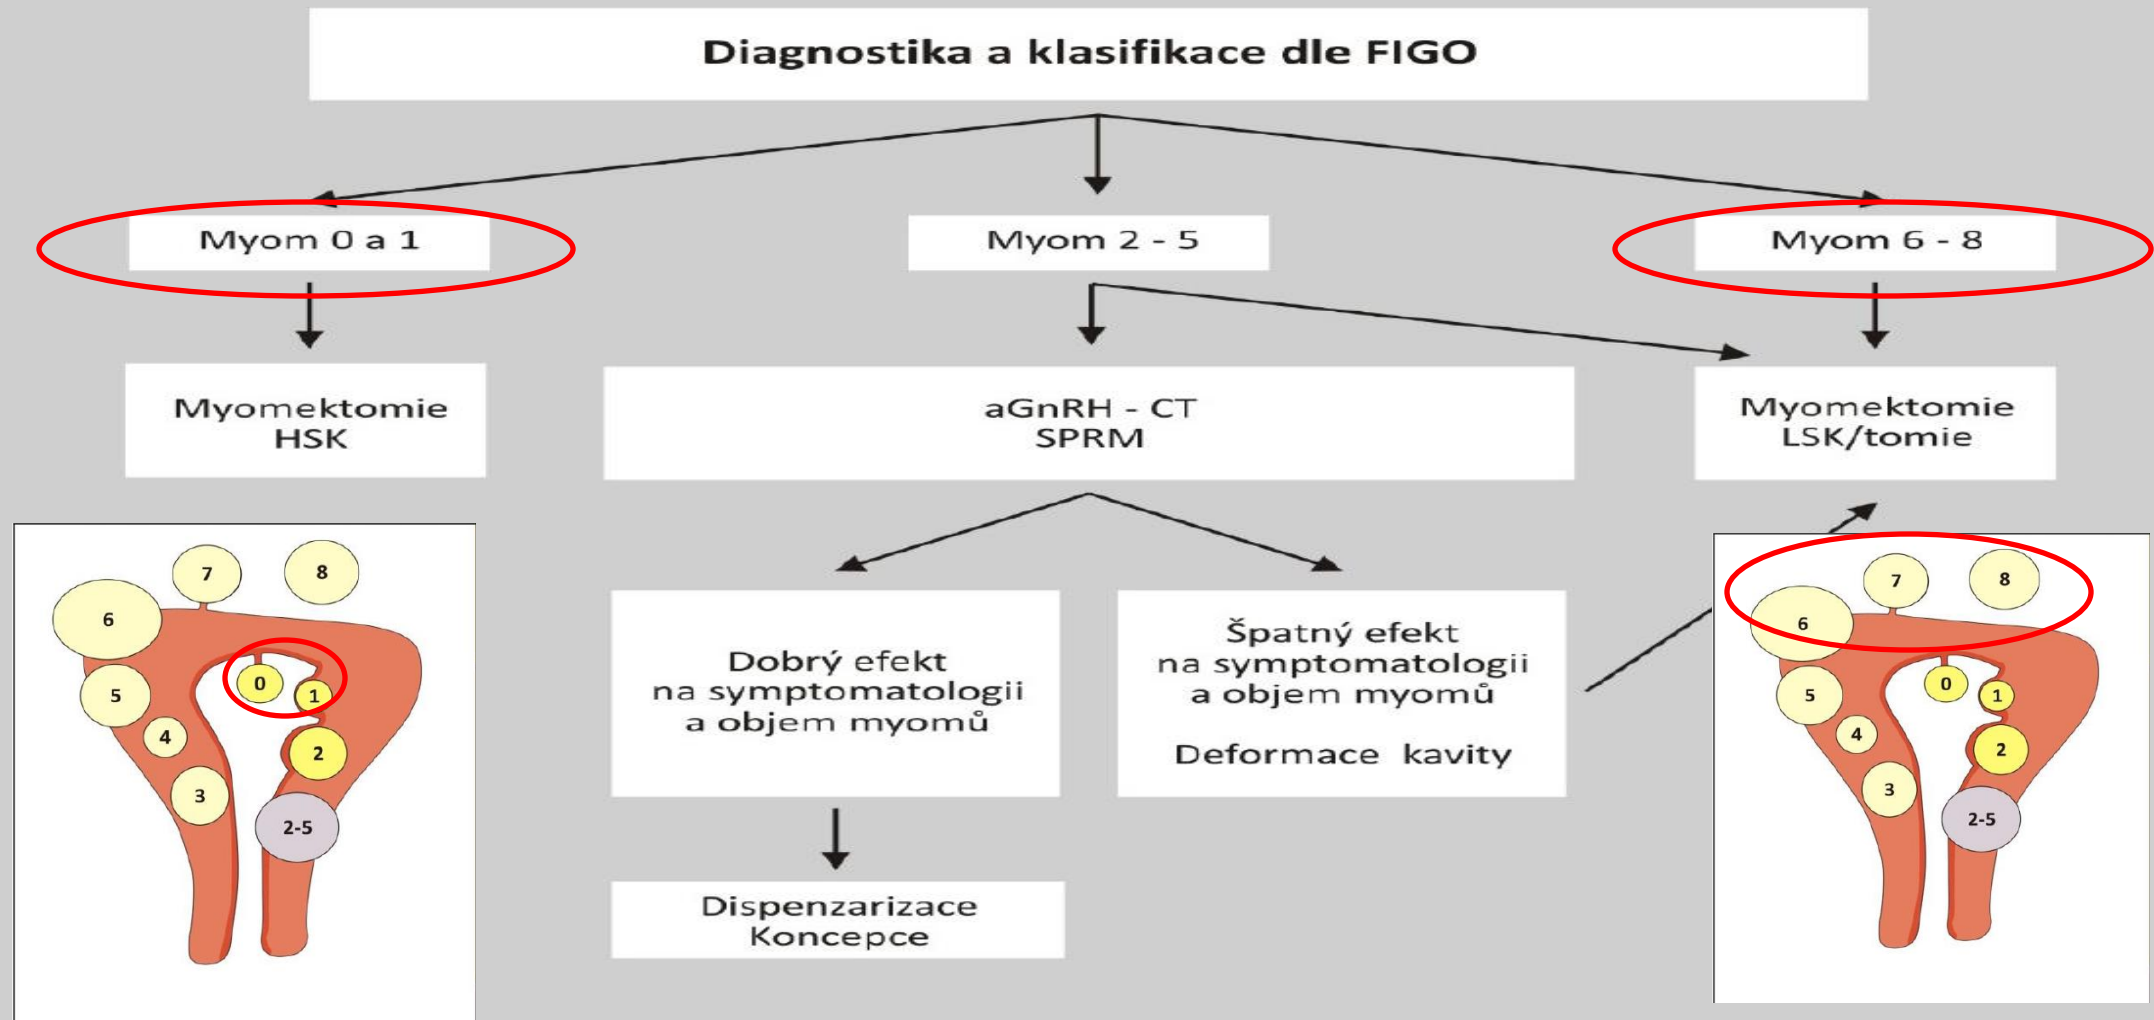 Diagnostika a klasifikace dle FIGO
Myom 0 a 1
Myom 2 - 5
Myom 6 - 8
Myomektomie
HSK
aGnRH - CT
SPRM
Myomektomie
LSK/tomie
Dobrý efekt
na symptomatologii
a objem myomů
Špatný efekt
na symptomatologii
a objem myomů
Deformace kavity
Dispenzarizace
Koncepce
7
8
6
0
1
5
4
2
3
2-5
7
8
6
0
1
5
4
2
3
2-5